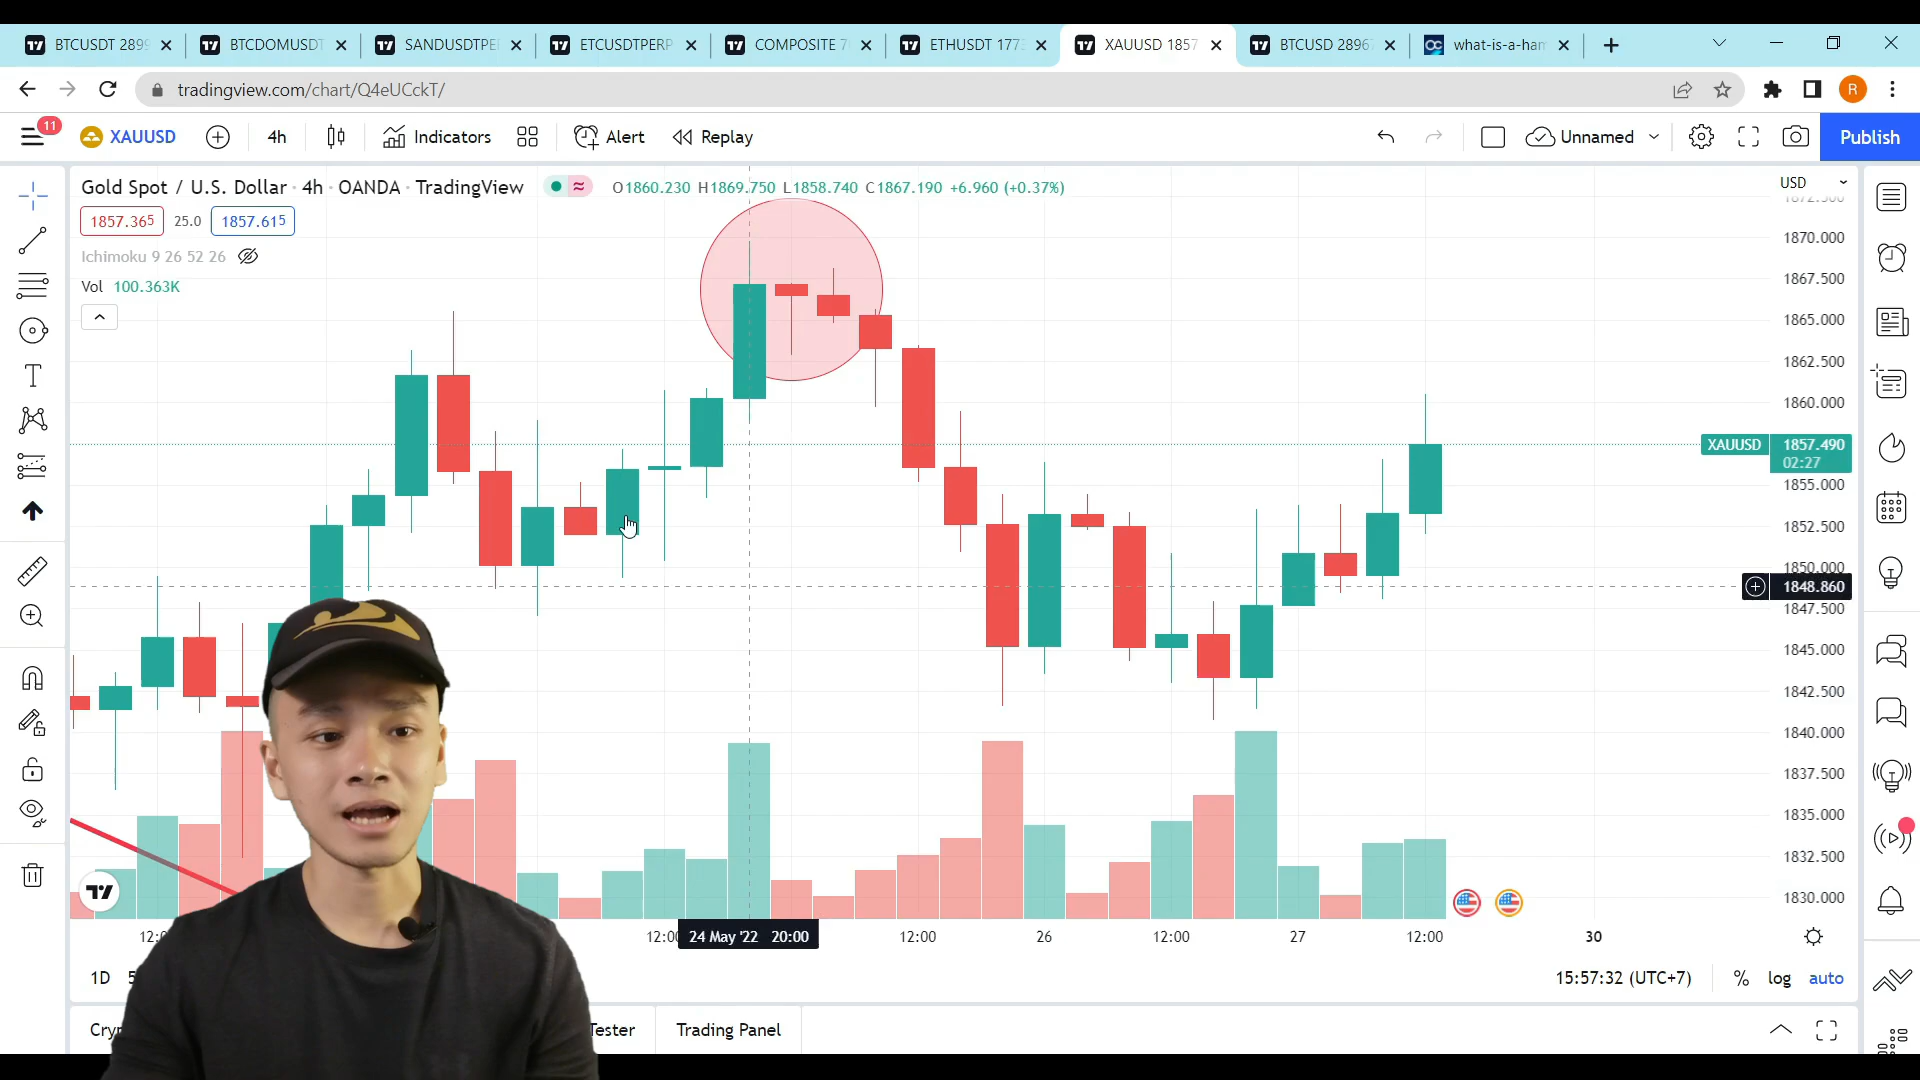 BTCUSDT 289
BTCDOMUSDT
SANDUSDTPE
ETCUSDTPERP
COMPOSITE 7
ETHUSDT 177
XAUUSD 1857
BTCUSD 2896
what-is-a-ham
tradingview.com/chart/Q4eUCckT/
R
11
XAUUSD
4h
Indicators
Alert
Replay
Unnamed
Publish
Gold Spot / U.S. Dollar · 4h · OANDA · TradingView
O1860.230 H1869.750 L1858.740 C1867.190 +6.960 (+0.37%)
USD
1857.365
25.0
1857.615
Ichimoku 9 26 52 26
Vol 100.363K
1872.500
1870.000
1867.500
1865.000
1862.500
1860.000
XAUUSD
1857.490
02:27
1855.000
1852.500
1850.000
1848.860
1847.500
1845.000
1842.500
1840.000
1837.500
1835.000
1832.500
1830.000
12:0
12:00
24 May '22 20:00
12:00
26
12:00
27
12:00
30
1D
15:57:32 (UTC+7)
%
log
auto
Cry
Tester
Trading Panel